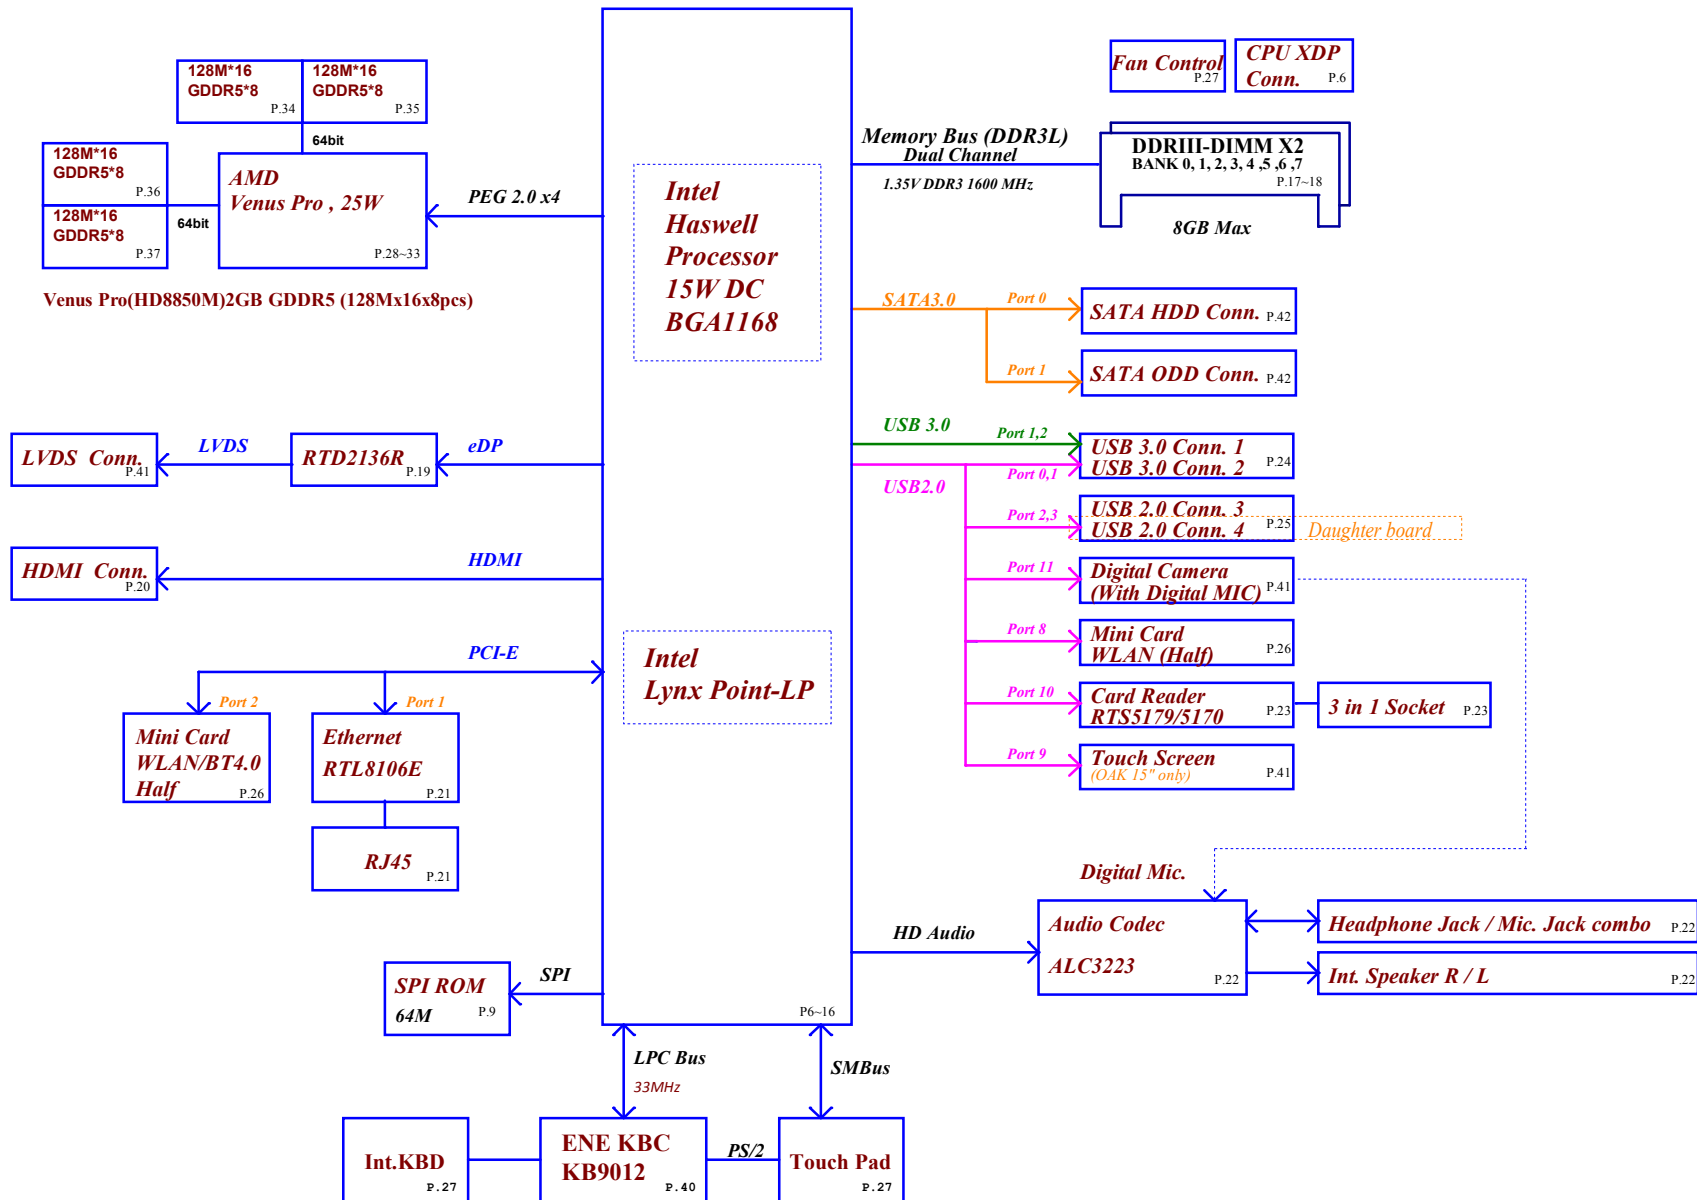 128M*16
GDDR5*8
P.34
128M*16
GDDR5*8
P.35
64bit
128M*16
GDDR5*8
P.36
128M*16
GDDR5*8
P.37
64bit
AMD
Venus Pro , 25W
P.28~33
PEG 2.0 x4
Venus Pro(HD8850M)2GB GDDR5 (128Mx16x8pcs)
Intel
Haswell
Processor
15W DC
BGA1168
Fan Control
P.27
CPU XDP
Conn.
P.6
Memory Bus (DDR3L)
Dual Channel
1.35V DDR3 1600 MHz
DDRIII-DIMM X2
BANK 0, 1, 2, 3, 4 ,5 ,6 ,7
P.17~18
8GB Max
SATA3.0
Port 0
SATA HDD Conn.
P.42
Port 1
SATA ODD Conn.
P.42
USB 3.0
Port 1,2
USB 3.0 Conn. 1
USB 3.0 Conn. 2
P.24
USB2.0
Port 0,1
Port 2,3
USB 2.0 Conn. 3
USB 2.0 Conn. 4
P.25
Daughter board
Port 11
Digital Camera
(With Digital MIC)
P.41
Port 8
Mini Card
WLAN (Half)
P.26
Port 10
Card Reader
RTS5179/5170
P.23
3 in 1 Socket
P.23
Port 9
Touch Screen
(OAK 15" only)
P.41
LVDS Conn.
P.41
LVDS
RTD2136R
P.19
eDP
HDMI Conn.
P.20
HDMI
PCI-E
Intel
Lynx Point-LP
Port 2
Port 1
Mini Card
WLAN/BT4.0
Half
P.26
Ethernet
RTL8106E
P.21
RJ45
P.21
Digital Mic.
HD Audio
Audio Codec
ALC3223
P.22
Headphone Jack / Mic. Jack combo
P.22
Int. Speaker R / L
P.22
SPI ROM
64M
P.9
SPI
P6~16
LPC Bus
33MHz
SMBus
Int.KBD
P.27
ENE KBC
KB9012
P.40
PS/2
Touch Pad
P.27